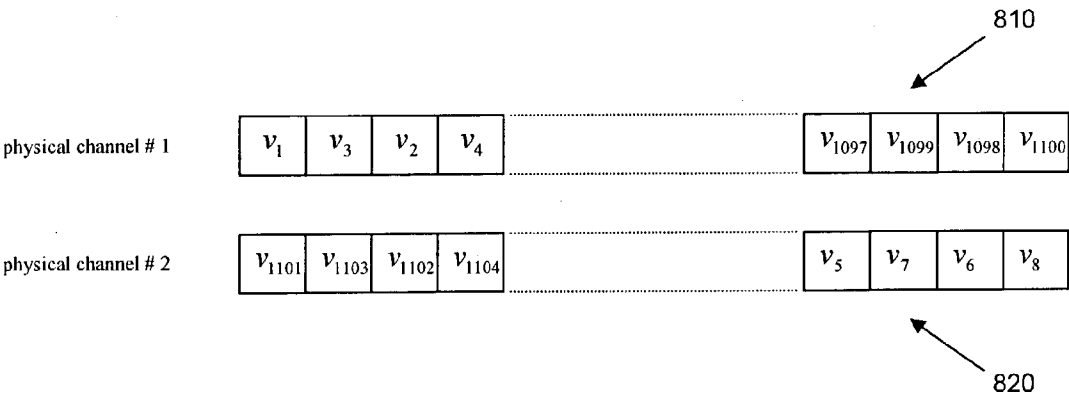 810
physical channel # 1 v₁ v₃ v₂ v₄ v₁₀₉₇ v₁₀₉₉ v₁₀₉₈ v₁₁₀₀
physical channel # 2 v₁₁₀₁ v₁₁₀₃ v₁₁₀₂ v₁₁₀₄ v₅ v₇ v₆ v₈
820